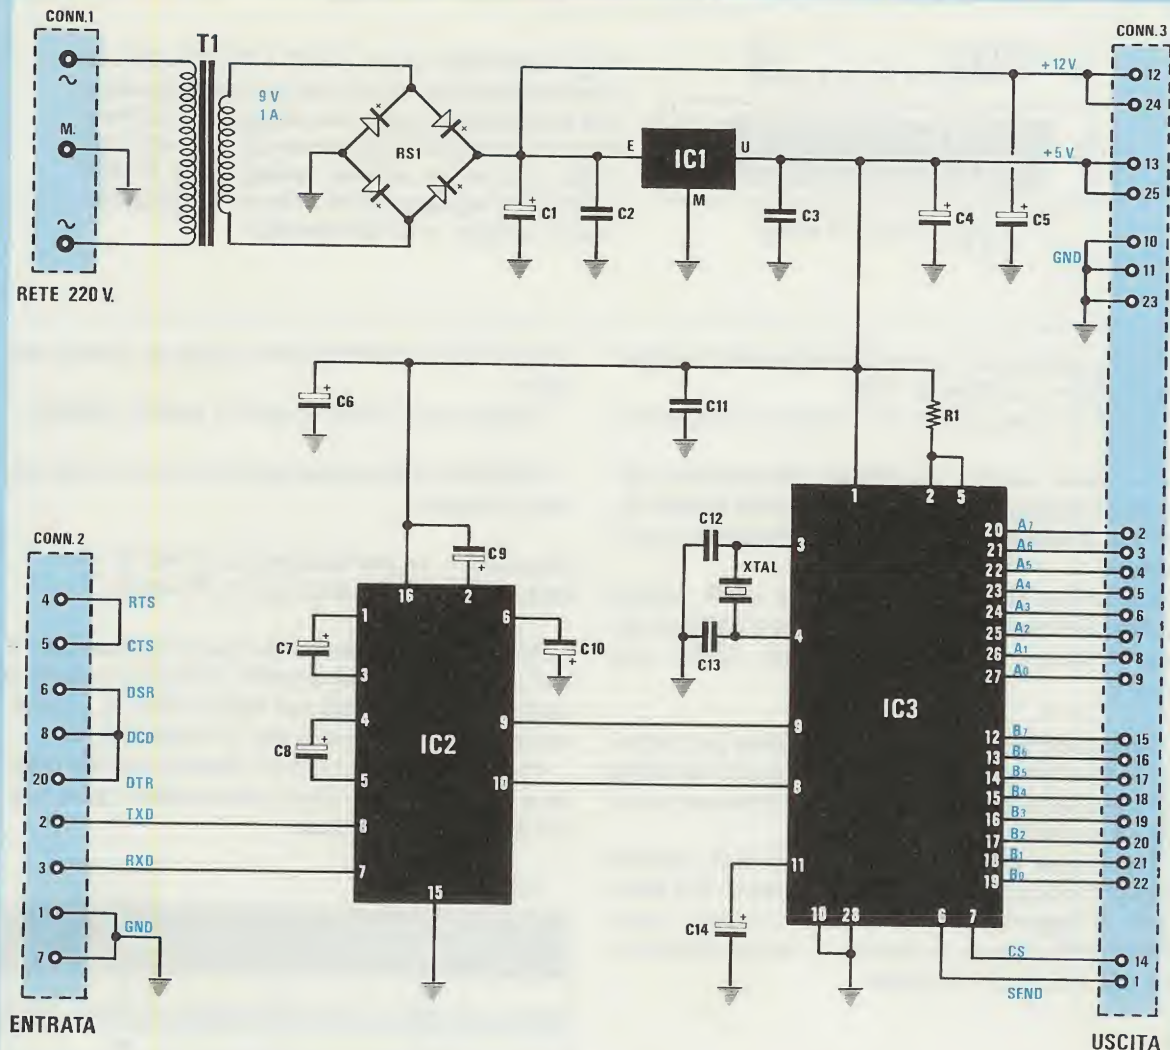 CONN.1
T1
M.
RETE 220 V.
9 V
1 A.
RS1
C1
C2
E
IC1
U
M
C3
C4
C5
CONN.3
+12V
12
24
+5V
13
25
GND
10
11
23
C6
C11
R1
CONN.2
4 RTS
5 CTS
6 DSR
8 DCD
20 DTR
2 TXD
3 RXD
1 GND
7
ENTRATA
C9
16 2
1 6
C7
C10
3
4
C8
IC2
9
5
10
8
7
15
1 2 5
C12
3
XTAL
4
C13
IC3
9
8
11
C14
10 28
6 7
20 A7 2
21 A6 3
22 A5 4
23 A4 5
24 A3 6
25 A2 7
26 A1 8
27 A0 9
12 B7 15
13 B6 16
14 B5 17
15 B4 18
16 B3 19
17 B2 20
18 B1 21
19 B0 22
CS 14
SEND 1
USCITA